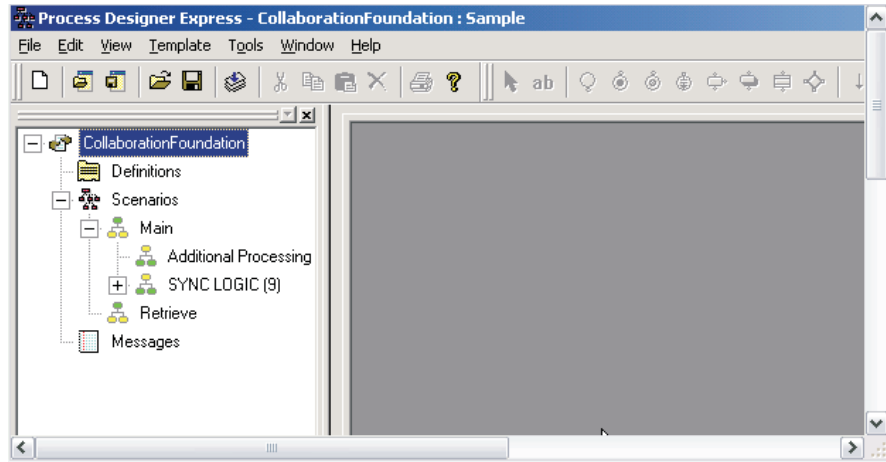 Process Designer Express - CollaborationFoundation : Sample
File Edit View Template Tools Window Help
ab
CollaborationFoundation
Definitions
Scenarios
Main
Additional Processing
SYNC LOGIC (9)
Retrieve
Messages